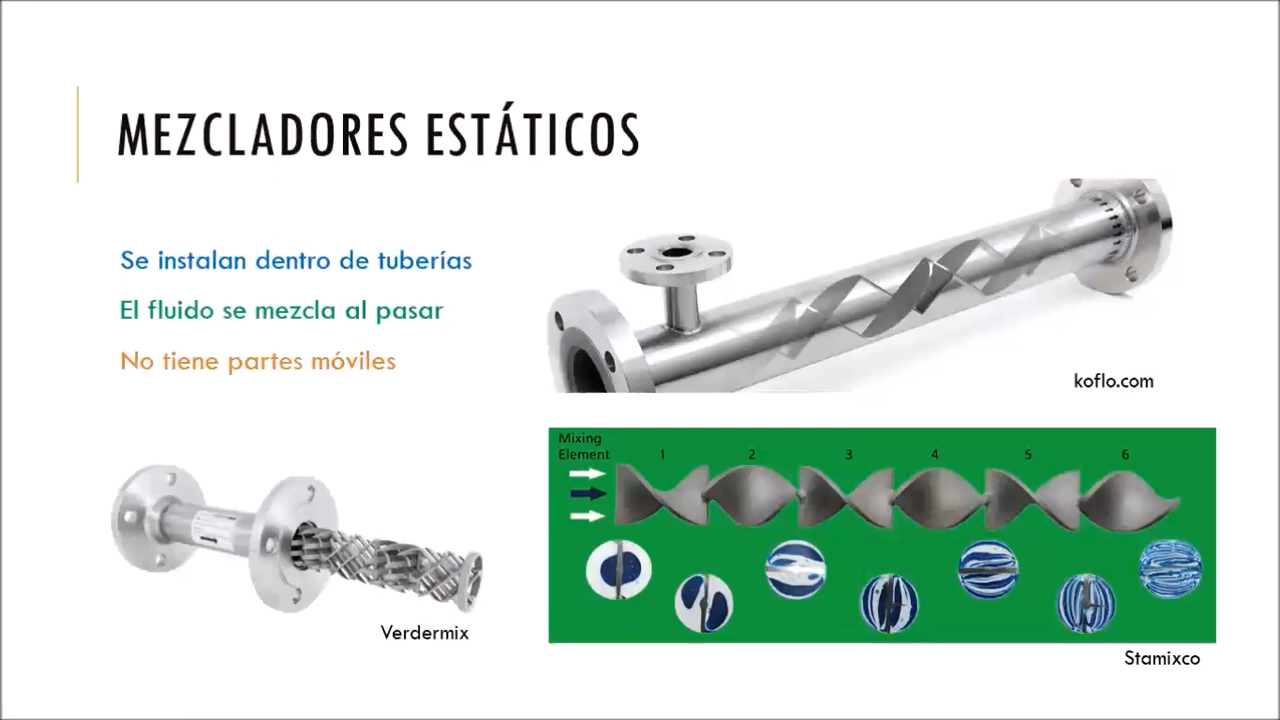 MEZCLADORES ESTÁTICOS
Se instalan dentro de tuberías
El fluido se mezcla al pasar
No tiene partes móviles
koflo.com
Mixing
Element
1 2 3 4 5 6
Verdermix
Stamixco